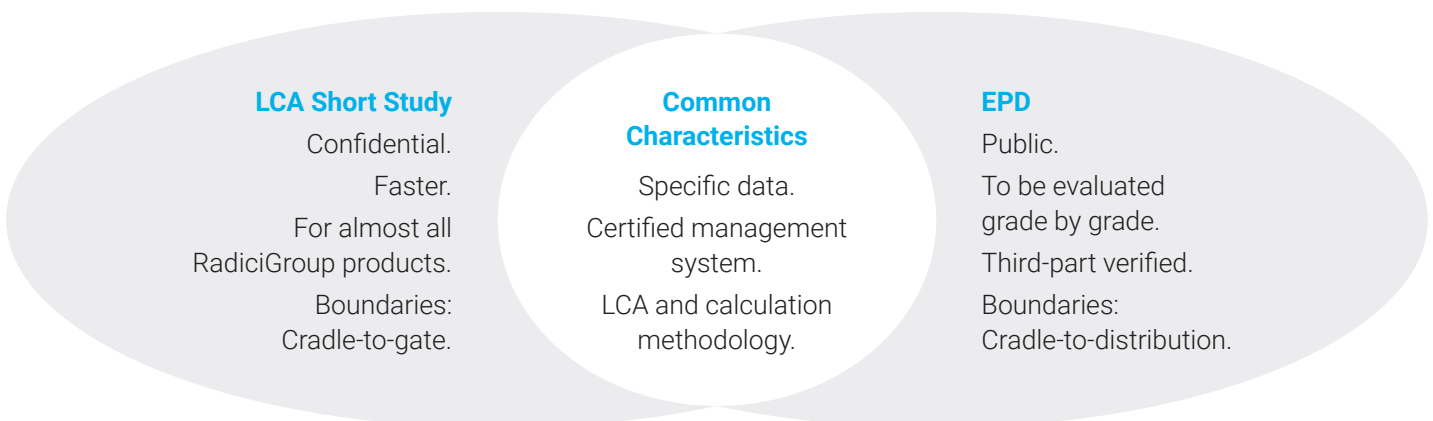 LCA Short Study
Confidential.
Faster.
For almost all
RadiciGroup products.
Boundaries:
Cradle-to-gate.
Common
Characteristics
Specific data.
Certified management
system.
LCA and calculation
methodology.
EPD
Public.
To be evaluated
grade by grade.
Third-part verified.
Boundaries:
Cradle-to-distribution.